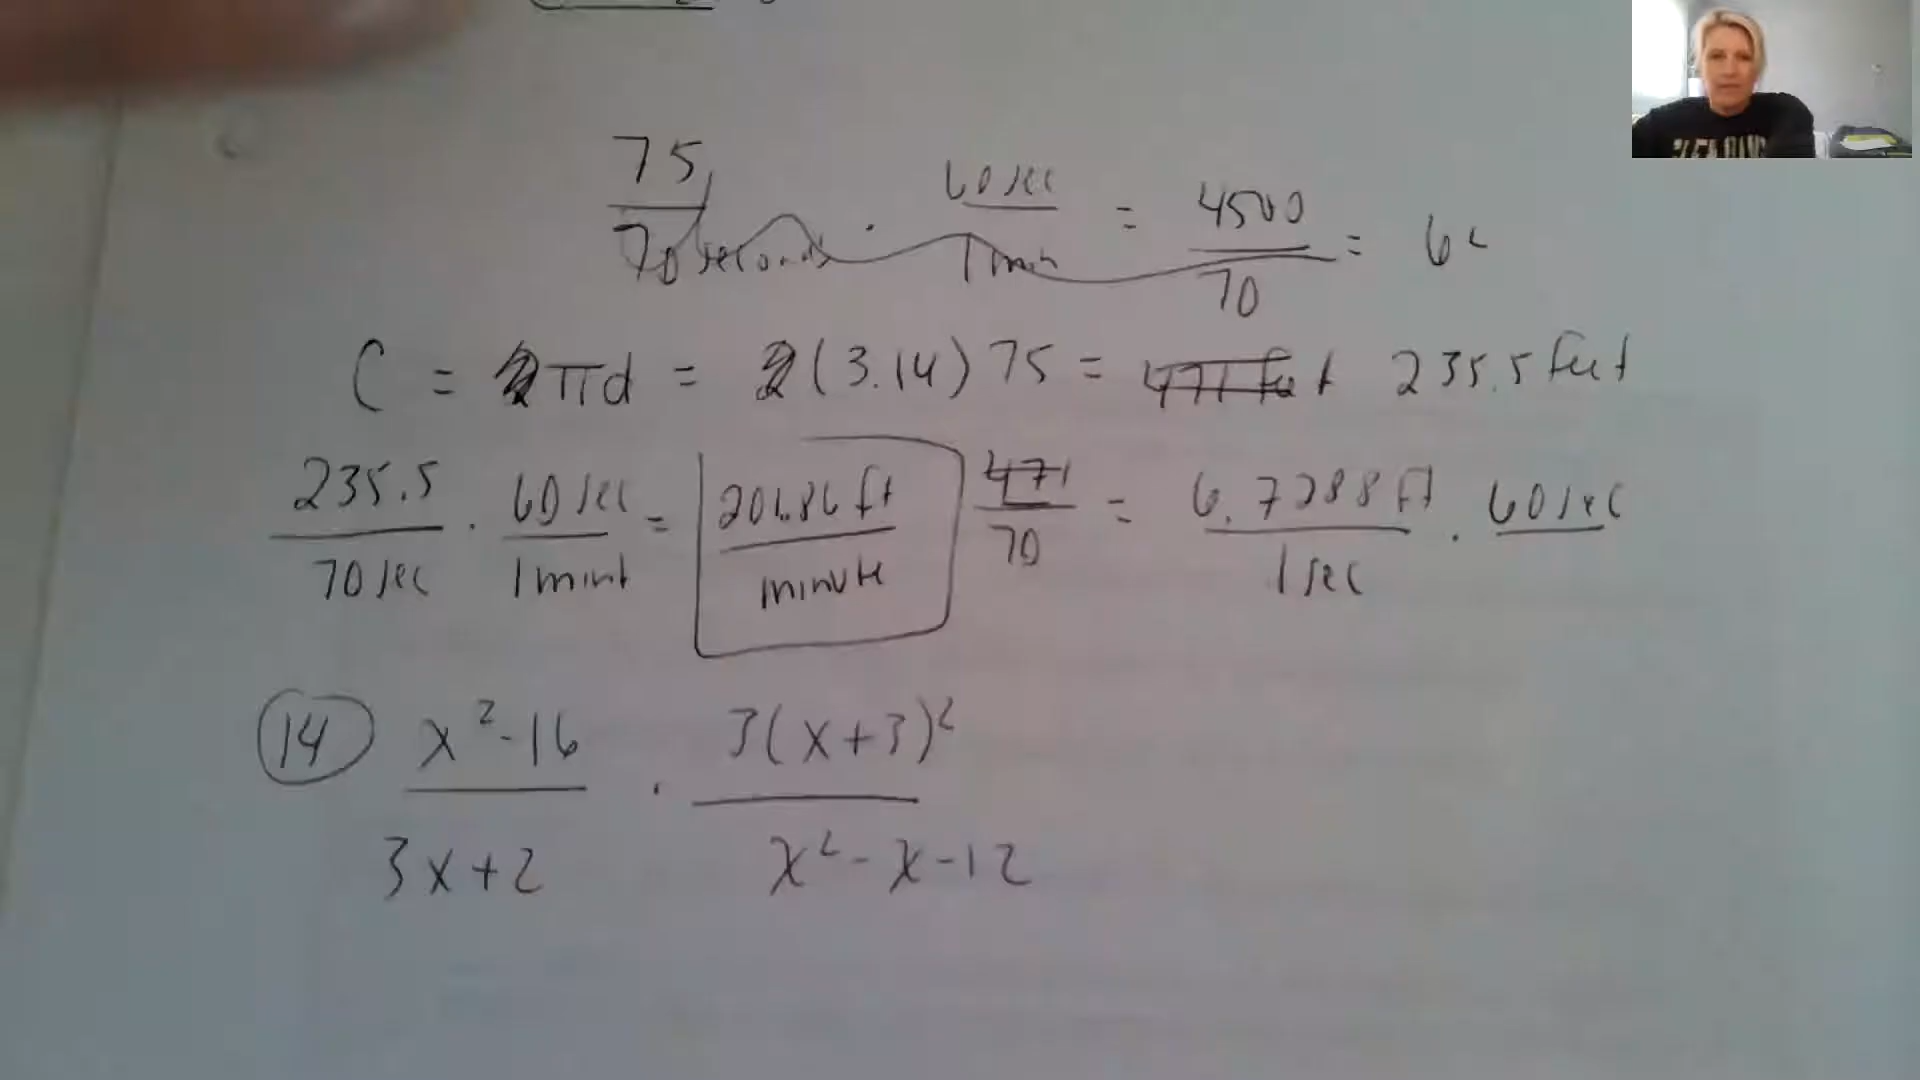 75 / 70 seconds · 60 sec / 1 min = 4500 / 70 = 64
C = 2πd = 2(3.14)75 = 471 feet 235.5 feet
235.5 / 70 sec · 60 sec / 1 mint = 201.86 ft / minute 471 / 70 = 6.7288 ft / 1 sec · 60 sec
14 x²-16 / 3x+2 · 3(x+3)² / x²-x-12